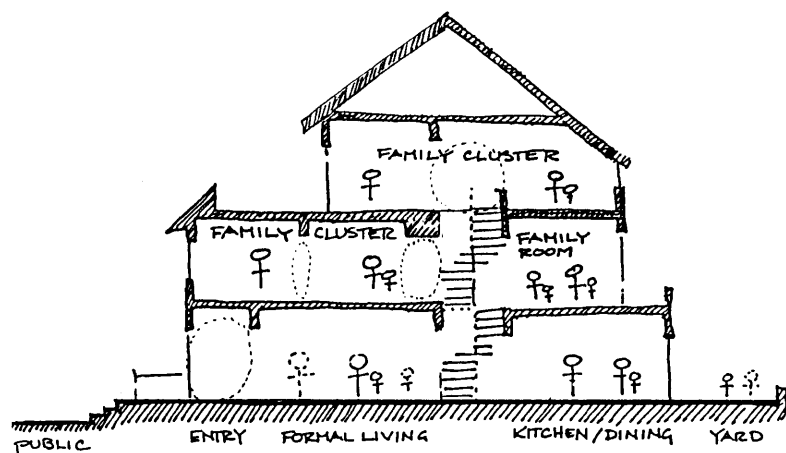 FAMILY CLUSTER
FAMILY CLUSTER
FAMILY
ROOM
PUBLIC ENTRY FORMAL LIVING KITCHEN/DINING YARD